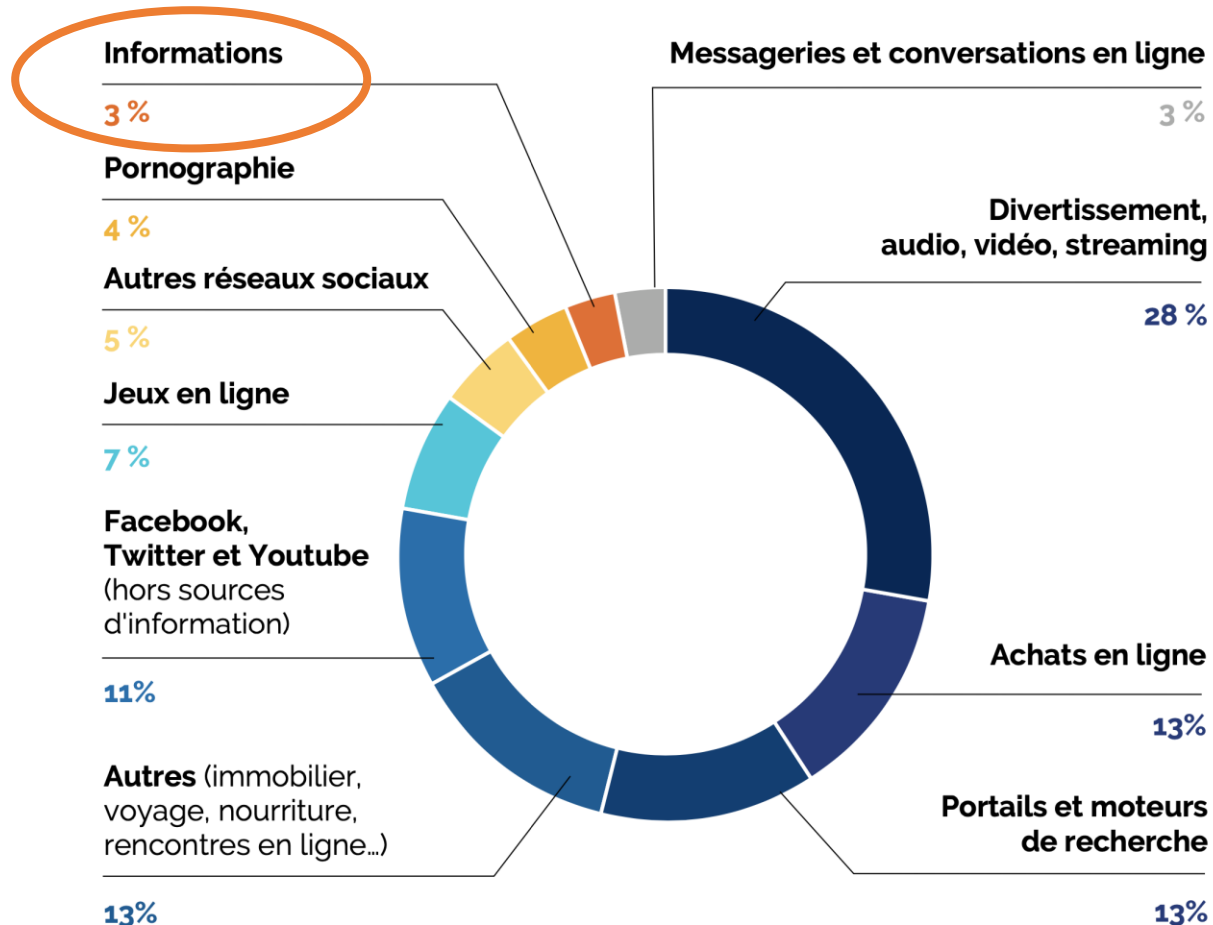 Informations
3 %
Pornographie
4 %
Autres réseaux sociaux
5 %
Jeux en ligne
7 %
Facebook,
Twitter et Youtube
(hors sources
d'information)
11%
Autres (immobilier,
voyage, nourriture,
rencontres en ligne…)
13%
Messageries et conversations en ligne
3 %
Divertissement,
audio, vidéo, streaming
28 %
Achats en ligne
13%
Portails et moteurs
de recherche
13%